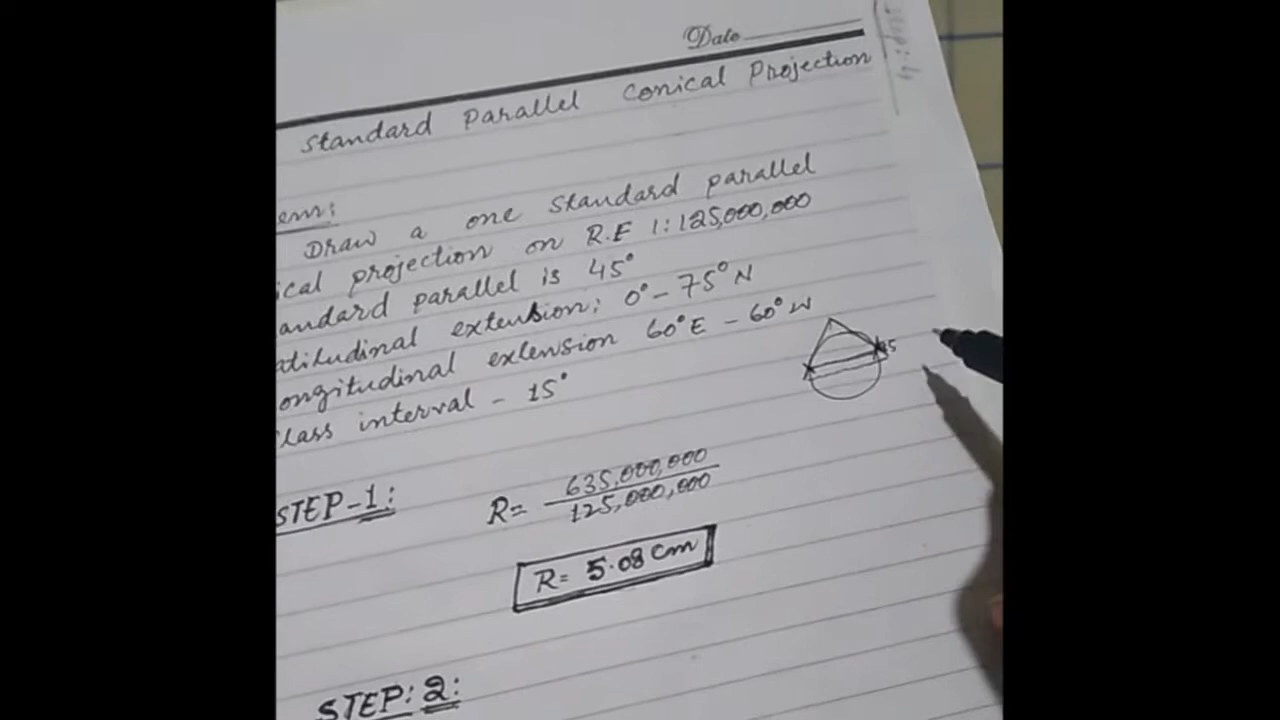 Date
Standard Parallel Conical Projection
em:
Draw a one standard parallel
ical projection on R.F 1:125,000,000
andard parallel is 45°
atitudinal extension: 0° - 75° N
ongitudinal extension 60°E - 60°W
Class interval - 15°
45
STEP-1:
R= 635,000,000
125,000,000
R= 5.08 cm
STEP: 2: